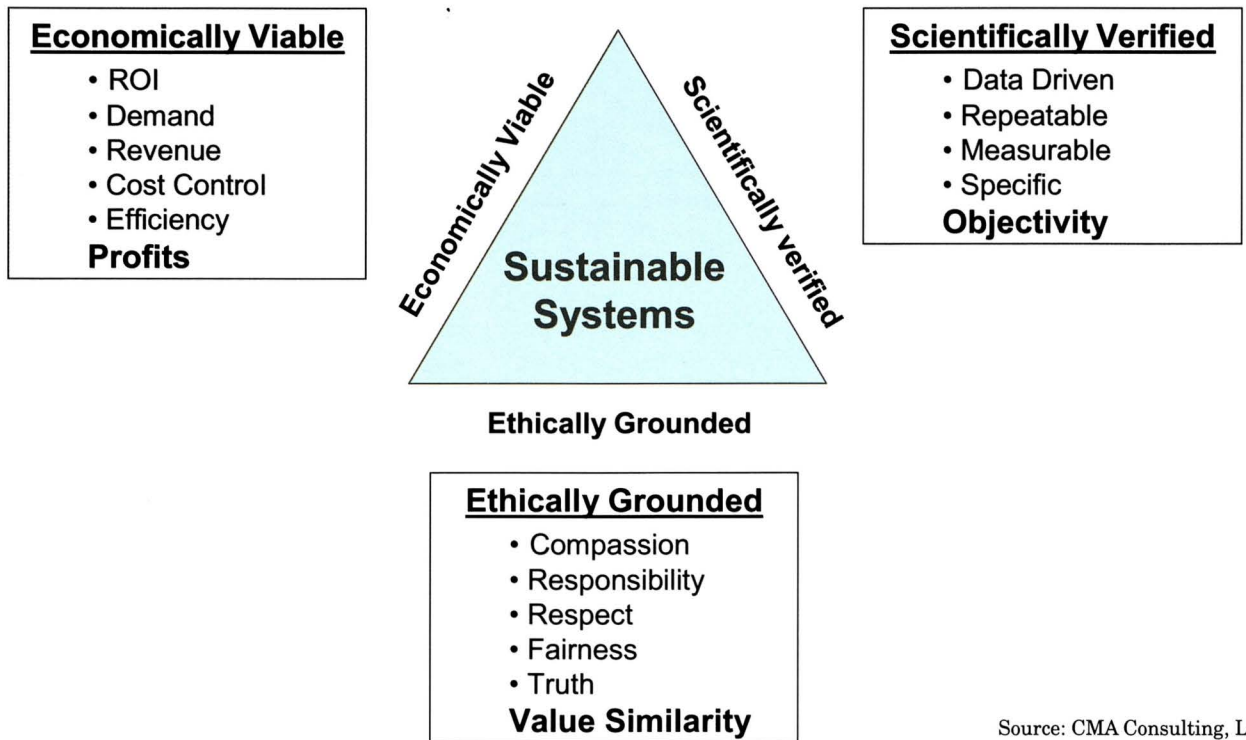 Economically Viable
• ROI
• Demand
• Revenue
• Cost Control
• Efficiency
Profits
Scientifically Verified
• Data Driven
• Repeatable
• Measurable
• Specific
Objectivity
Economically Viable
Scientifically verified
Sustainable
Systems
Ethically Grounded
Ethically Grounded
• Compassion
• Responsibility
• Respect
• Fairness
• Truth
Value Similarity
Source: CMA Consulting, L